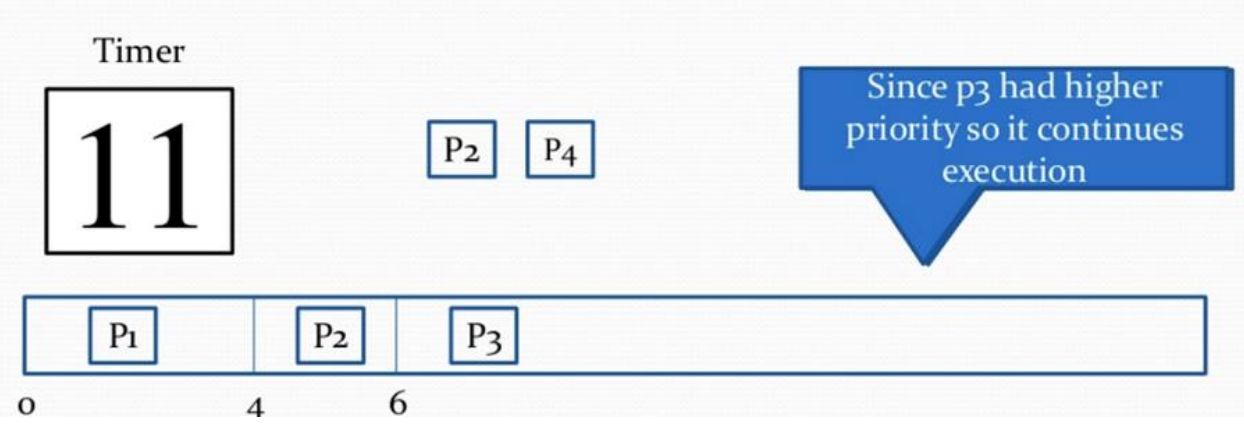 Timer
11
P2 P4
Since p3 had higher
priority so it continues
execution
P1 P2 P3
0 4 6